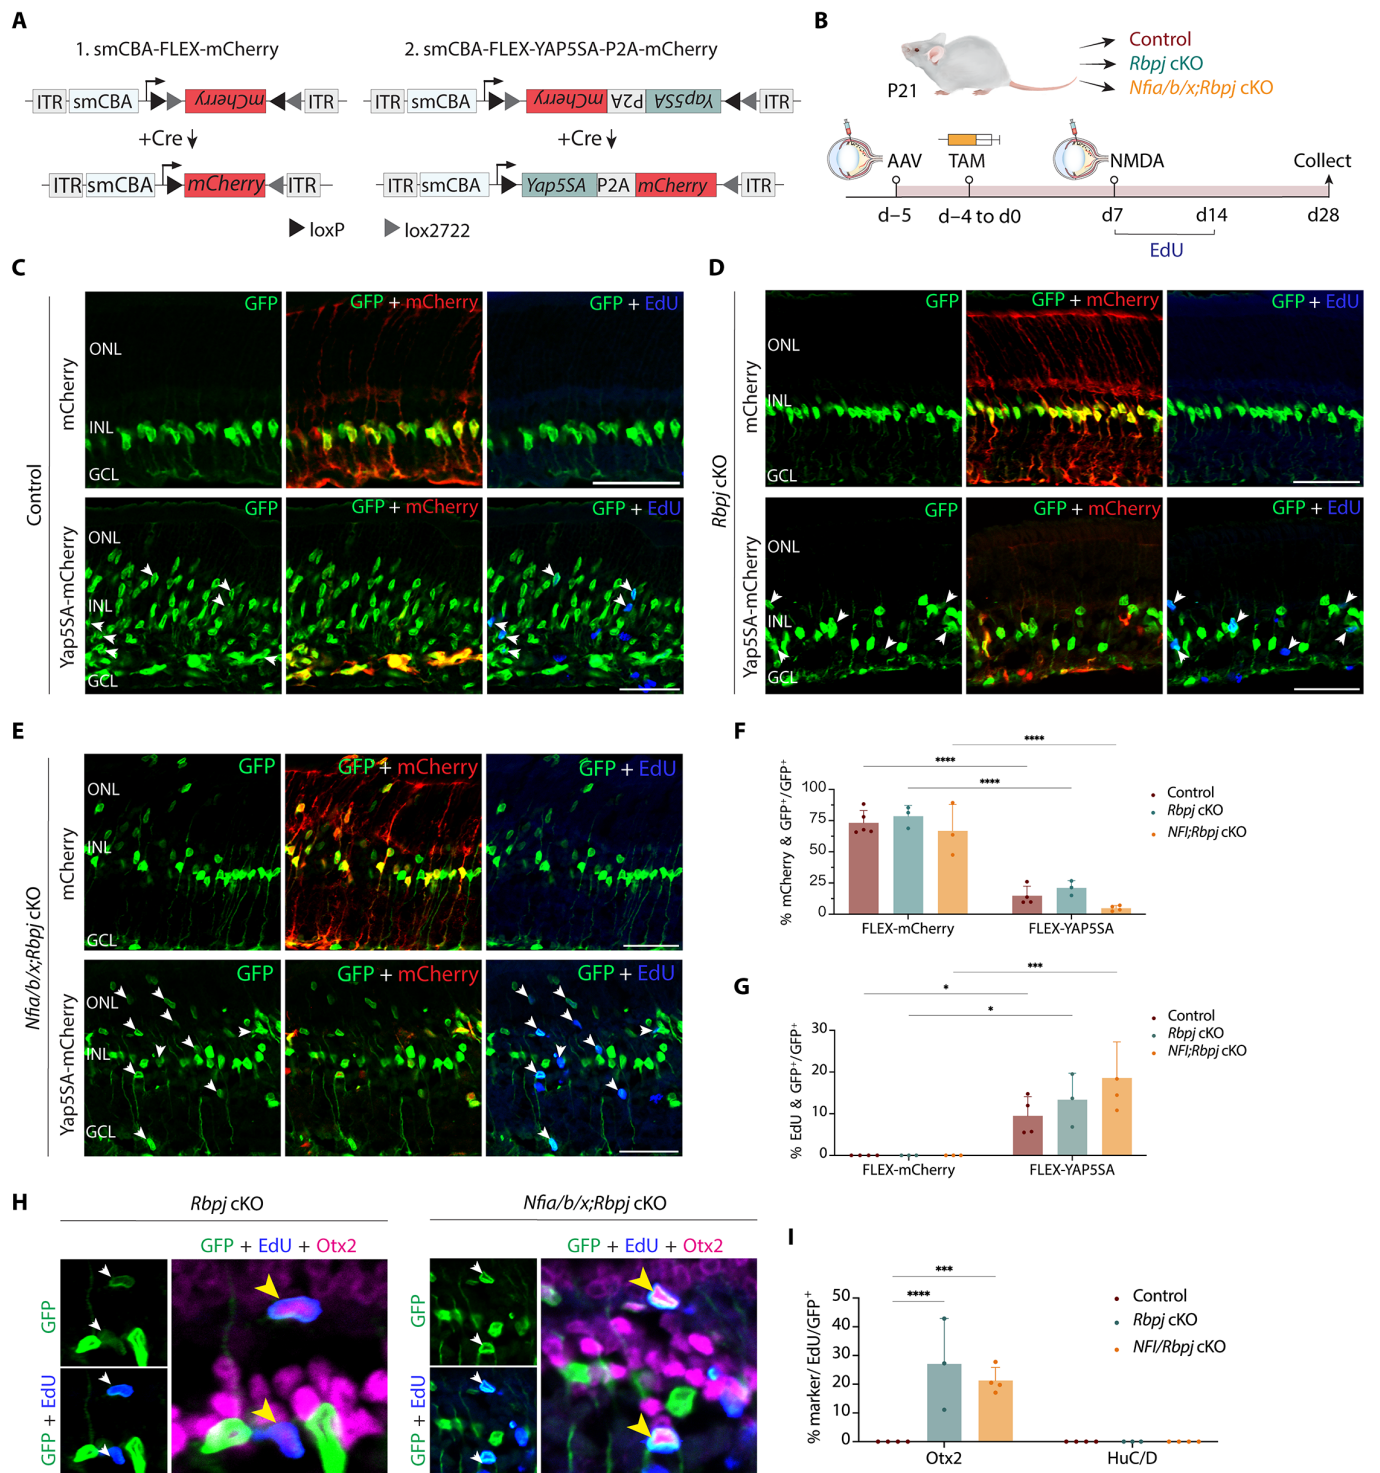 A
1. smCBA-FLEX-mCherry
2. smCBA-FLEX-YAP5SA-P2A-mCherry
ITR smCBA mCherry ITR
ITR smCBA mCherry P2A Yap5SA ITR
+Cre
+Cre
ITR smCBA mCherry ITR
ITR smCBA Yap5SA P2A mCherry ITR
loxP
lox2722
B
P21
Control
Rbpj cKO
Nfia/b/x;Rbpj cKO
AAV
TAM
NMDA
Collect
d–5
d–4 to d0
d7
d14
d28
EdU
C
Control
mCherry
GFP
GFP + mCherry
GFP + EdU
ONL
INL
GCL
Yap5SA-mCherry
GFP
GFP + mCherry
GFP + EdU
ONL
INL
GCL
D
Rbpj cKO
mCherry
GFP
GFP + mCherry
GFP + EdU
ONL
INL
GCL
Yap5SA-mCherry
GFP
GFP + mCherry
GFP + EdU
ONL
INL
GCL
E
Nfia/b/x;Rbpj cKO
mCherry
GFP
GFP + mCherry
GFP + EdU
ONL
INL
GCL
Yap5SA-mCherry
GFP
GFP + mCherry
GFP + EdU
ONL
INL
GCL
F
% mCherry & GFP⁺/GFP⁺
100
75
50
25
0
****
****
****
FLEX-mCherry
FLEX-YAP5SA
Control
Rbpj cKO
NFI;Rbpj cKO
G
% EdU & GFP⁺/GFP⁺
30
20
10
0
***
*
*
FLEX-mCherry
FLEX-YAP5SA
Control
Rbpj cKO
NFI;Rbpj cKO
H
Rbpj cKO
GFP + EdU + Otx2
GFP
GFP + EdU
Nfia/b/x;Rbpj cKO
GFP + EdU + Otx2
GFP
GFP + EdU
I
% marker/ EdU/GFP⁺
50
40
30
20
10
0
***
****
Otx2
HuC/D
Control
Rbpj cKO
NFI/Rbpj cKO